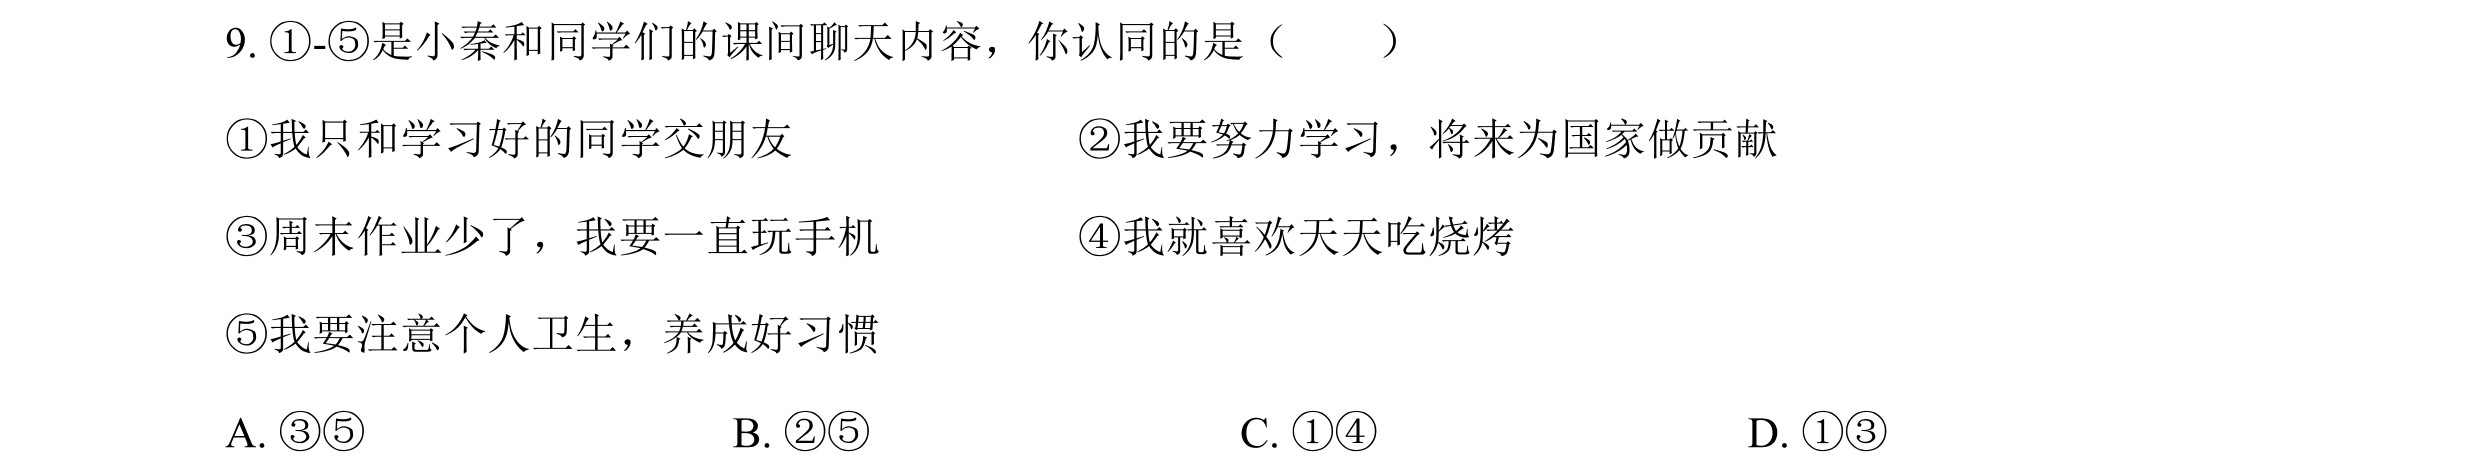 9. ①-⑤是小秦和同学们的课间聊天内容，你认同的是（　　）
①我只和学习好的同学交朋友　　②我要努力学习，将来为国家做贡献
③周末作业少了，我要一直玩手机　　④我就喜欢天天吃烧烤
⑤我要注意个人卫生，养成好习惯
A. ③⑤　　B. ②⑤　　C. ①④　　D. ①③